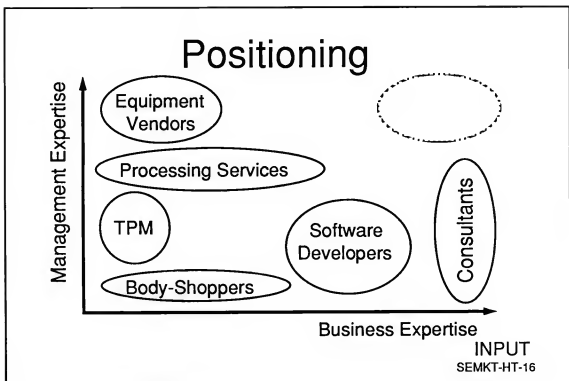 Positioning
Management Expertise
Equipment
Vendors
Processing Services
TPM
Software
Developers
Consultants
Body-Shoppers
Business Expertise
INPUT
SEMKT-HT-16